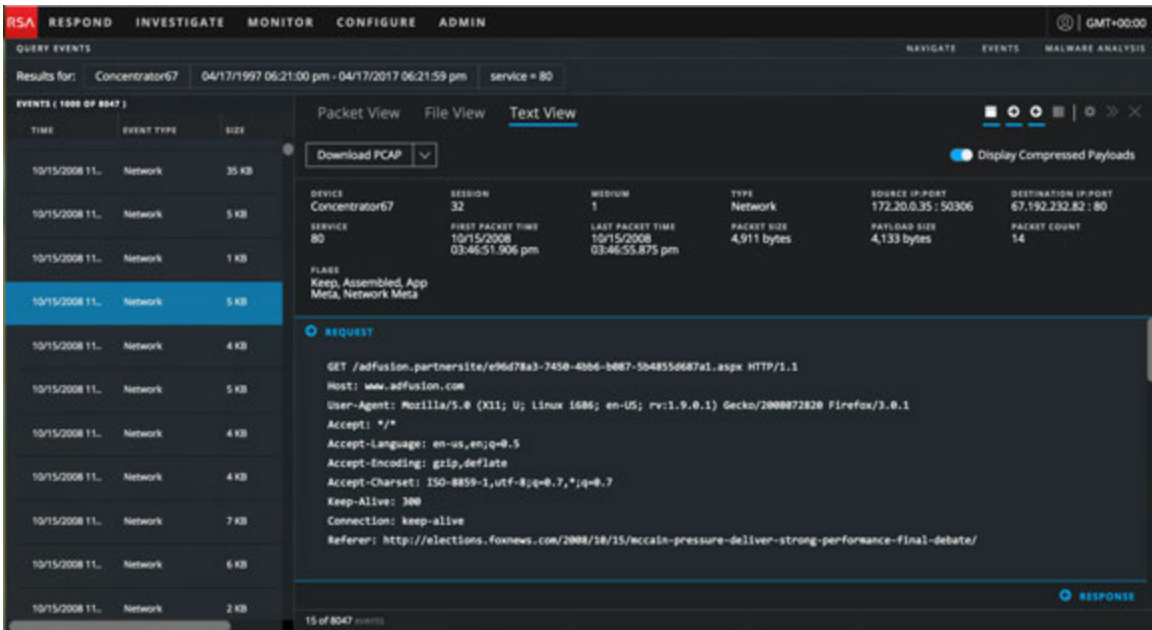 RSA RESPOND INVESTIGATE MONITOR CONFIGURE ADMIN GMT+00:00
QUERY EVENTS NAVIGATE EVENTS MALWARE ANALYSIS
Results for: Concentrator67 04/17/1997 06:21:00 pm - 04/17/2017 06:21:59 pm service = 80
EVENTS ( 1000 OF 8047 )
TIME EVENT TYPE SIZE
10/15/2008 11... Network 35 KB
10/15/2008 11... Network 5 KB
10/15/2008 11... Network 1 KB
10/15/2008 11... Network 5 KB
10/15/2008 11... Network 4 KB
10/15/2008 11... Network 5 KB
10/15/2008 11... Network 4 KB
10/15/2008 11... Network 4 KB
10/15/2008 11... Network 7 KB
10/15/2008 11... Network 6 KB
10/15/2008 11... Network 2 KB
Packet View File View Text View
Download PCAP Display Compressed Payloads
DEVICE SESSION MEDIUM TYPE SOURCE IP:PORT DESTINATION IP:PORT
Concentrator67 32 1 Network 172.20.0.35 : 50306 67.192.232.82 : 80
SERVICE FIRST PACKET TIME LAST PACKET TIME PACKET SIZE PAYLOAD SIZE PACKET COUNT
80 10/15/2008 10/15/2008 4,911 bytes 4,133 bytes 14
03:46:51.906 pm 03:46:55.875 pm
FLAGS
Keep, Assembled, App
Meta, Network Meta
REQUEST
GET /adfusion.partnersite/e96d78a3-7450-4bb6-b087-5b4855d687a1.aspx HTTP/1.1
Host: www.adfusion.com
User-Agent: Mozilla/5.0 (X11; U; Linux i686; en-US; rv:1.9.0.1) Gecko/2008072820 Firefox/3.0.1
Accept: */*
Accept-Language: en-us,en;q=0.5
Accept-Encoding: gzip,deflate
Accept-Charset: ISO-8859-1,utf-8;q=0.7,*;q=0.7
Keep-Alive: 300
Connection: keep-alive
Referer: http://elections.foxnews.com/2008/10/15/mccain-pressure-deliver-strong-performance-final-debate/
RESPONSE
15 of 8047 events